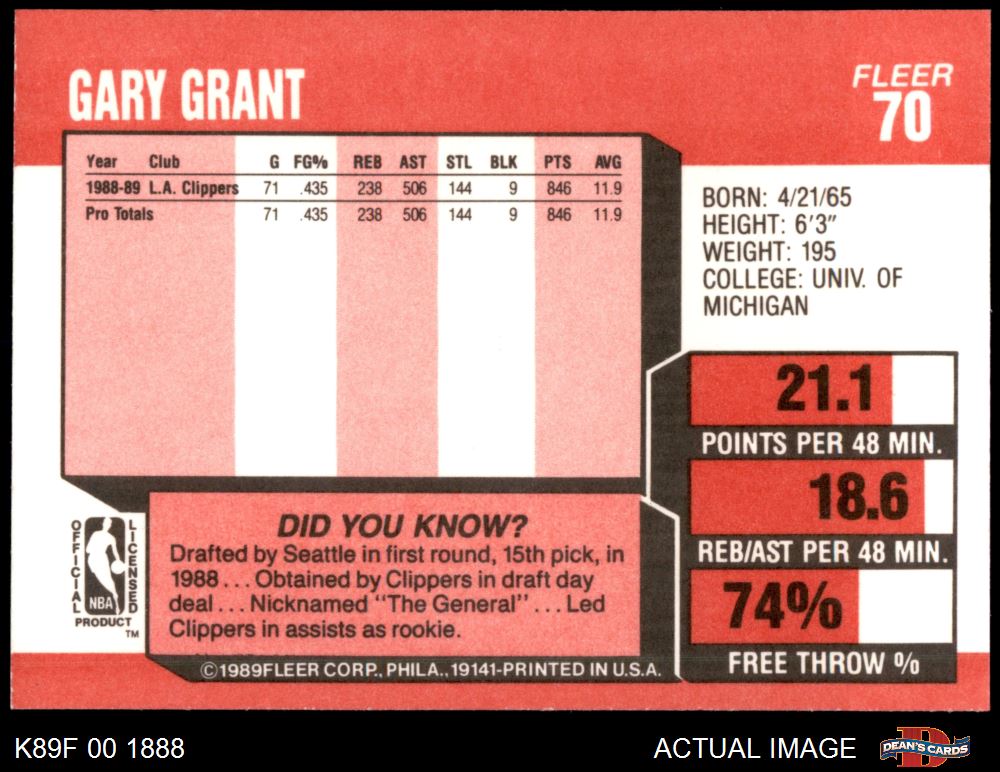 GARY GRANT
FLEER
70
Year Club G FG% REB AST STL BLK PTS AVG
1988-89 L.A. Clippers 71 .435 238 506 144 9 846 11.9
Pro Totals 71 .435 238 506 144 9 846 11.9
BORN: 4/21/65
HEIGHT: 6'3"
WEIGHT: 195
COLLEGE: UNIV. OF
MICHIGAN
21.1
POINTS PER 48 MIN.
18.6
REB/AST PER 48 MIN.
74%
FREE THROW %
DID YOU KNOW?
Drafted by Seattle in first round, 15th pick, in
1988 . . . Obtained by Clippers in draft day
deal . . . Nicknamed "The General" . . . Led
Clippers in assists as rookie.
OFFICIAL
NBA
LICENSED
PRODUCT
TM
©1989FLEER CORP., PHILA., 19141-PRINTED IN U.S.A.
K89F 00 1888
ACTUAL IMAGE
D
DEAN'S CARDS